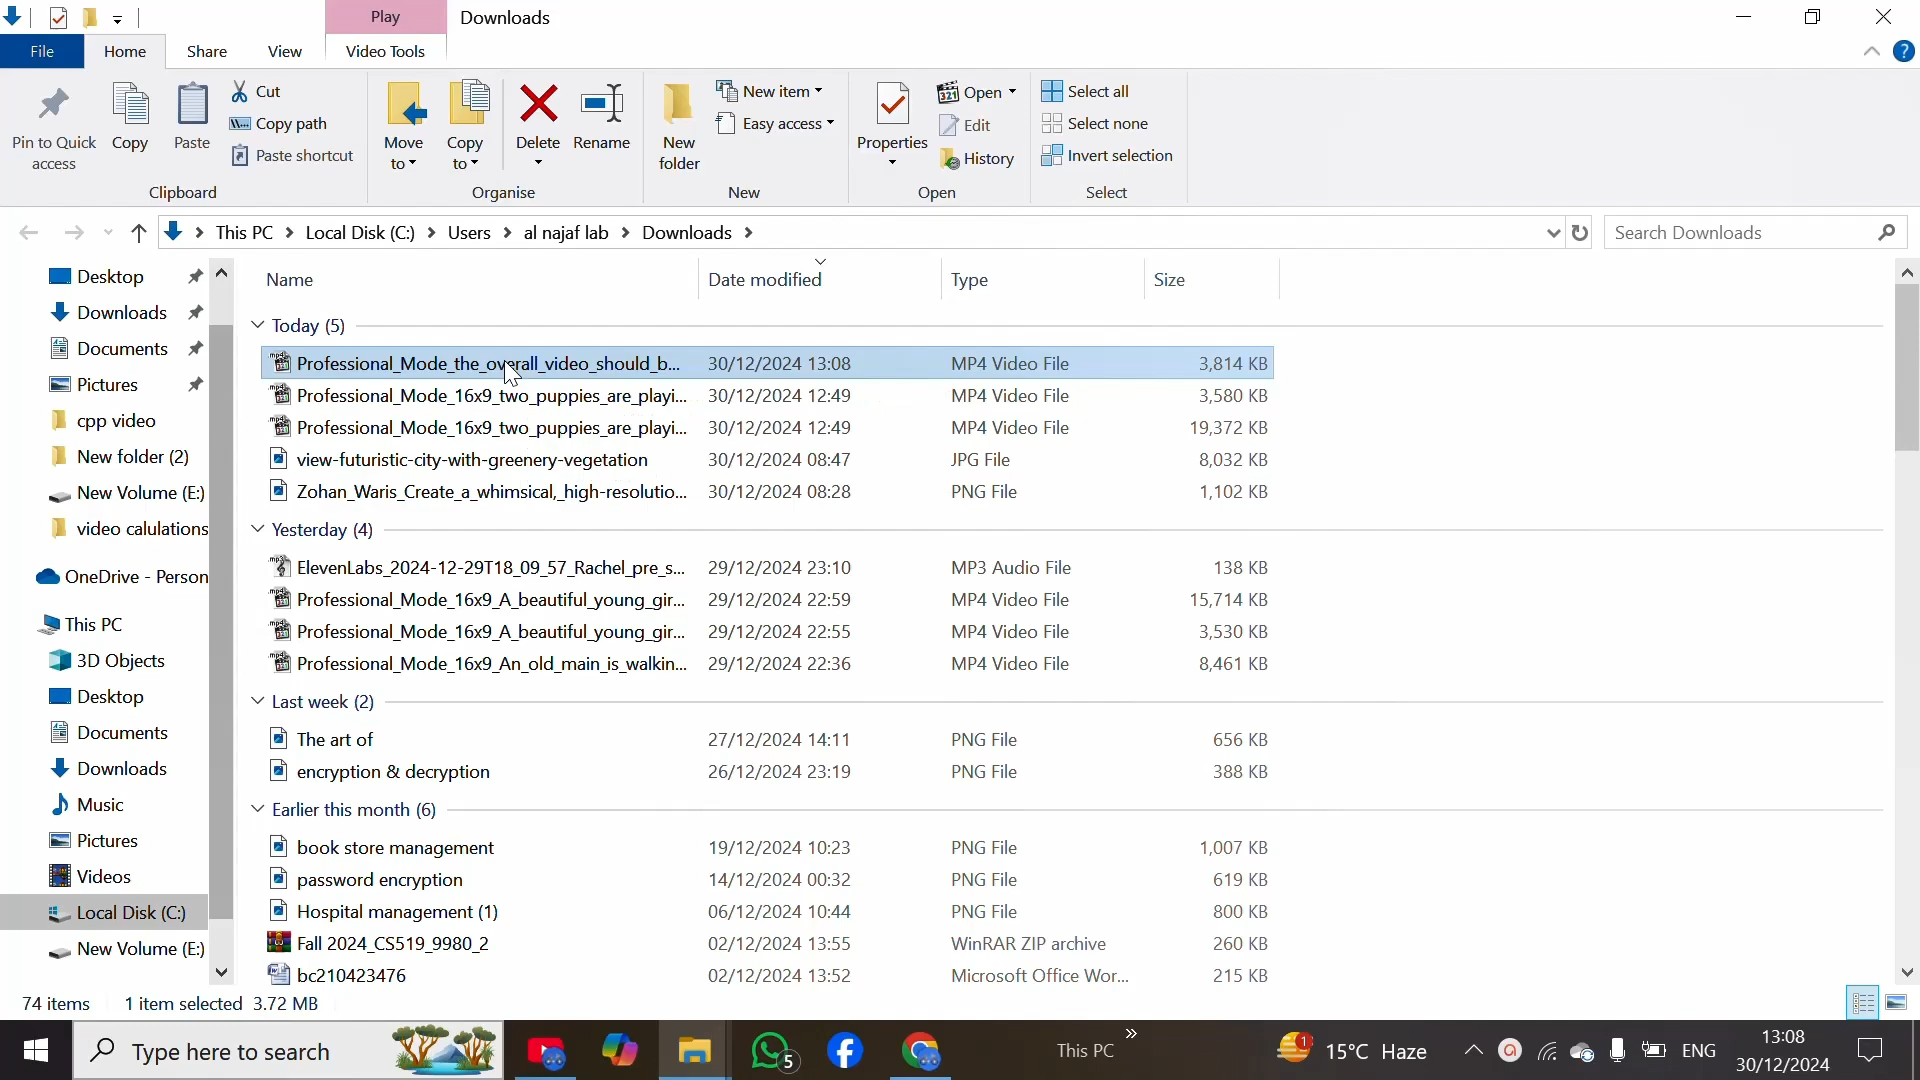 Play Downloads
File Home Share View Video Tools
Pin to Quick access
Copy
Paste
Cut
Copy path
Paste shortcut
Clipboard
Move to
Copy to
Delete
Rename
Organise
New folder
New item
Easy access
New
Properties
Open
Edit
History
Open
Select all
Select none
Invert selection
Select
This PC > Local Disk (C:) > Users > al najaf lab > Downloads >
Search Downloads
Desktop
Downloads
Documents
Pictures
cpp video
New folder (2)
New Volume (E:)
video calulations
OneDrive - Person
This PC
3D Objects
Desktop
Documents
Downloads
Music
Pictures
Videos
Local Disk (C:)
New Volume (E:)
Name Date modified Type Size
Today (5)
Professional_Mode_the_overall_video_should_b... 30/12/2024 13:08 MP4 Video File 3,814 KB
Professional_Mode_16x9_two_puppies_are_playi... 30/12/2024 12:49 MP4 Video File 3,580 KB
Professional_Mode_16x9_two_puppies_are_playi... 30/12/2024 12:49 MP4 Video File 19,372 KB
view-futuristic-city-with-greenery-vegetation 30/12/2024 08:47 JPG File 8,032 KB
Zohan_Waris_Create_a_whimsical,_high-resolutio... 30/12/2024 08:28 PNG File 1,102 KB
Yesterday (4)
ElevenLabs_2024-12-29T18_09_57_Rachel_pre_s... 29/12/2024 23:10 MP3 Audio File 138 KB
Professional_Mode_16x9_A_beautiful_young_gir... 29/12/2024 22:59 MP4 Video File 15,714 KB
Professional_Mode_16x9_A_beautiful_young_gir... 29/12/2024 22:55 MP4 Video File 3,530 KB
Professional_Mode_16x9_An_old_main_is_walkin... 29/12/2024 22:36 MP4 Video File 8,461 KB
Last week (2)
The art of 27/12/2024 14:11 PNG File 656 KB
encryption & decryption 26/12/2024 23:19 PNG File 388 KB
Earlier this month (6)
book store management 19/12/2024 10:23 PNG File 1,007 KB
password encryption 14/12/2024 00:32 PNG File 619 KB
Hospital management (1) 06/12/2024 10:44 PNG File 800 KB
Fall 2024_CS519_9980_2 02/12/2024 13:55 WinRAR ZIP archive 260 KB
bc210423476 02/12/2024 13:52 Microsoft Office Wor... 215 KB
74 items 1 item selected 3.72 MB
Type here to search
5
This PC
1
15°C Haze
ENG
13:08
30/12/2024